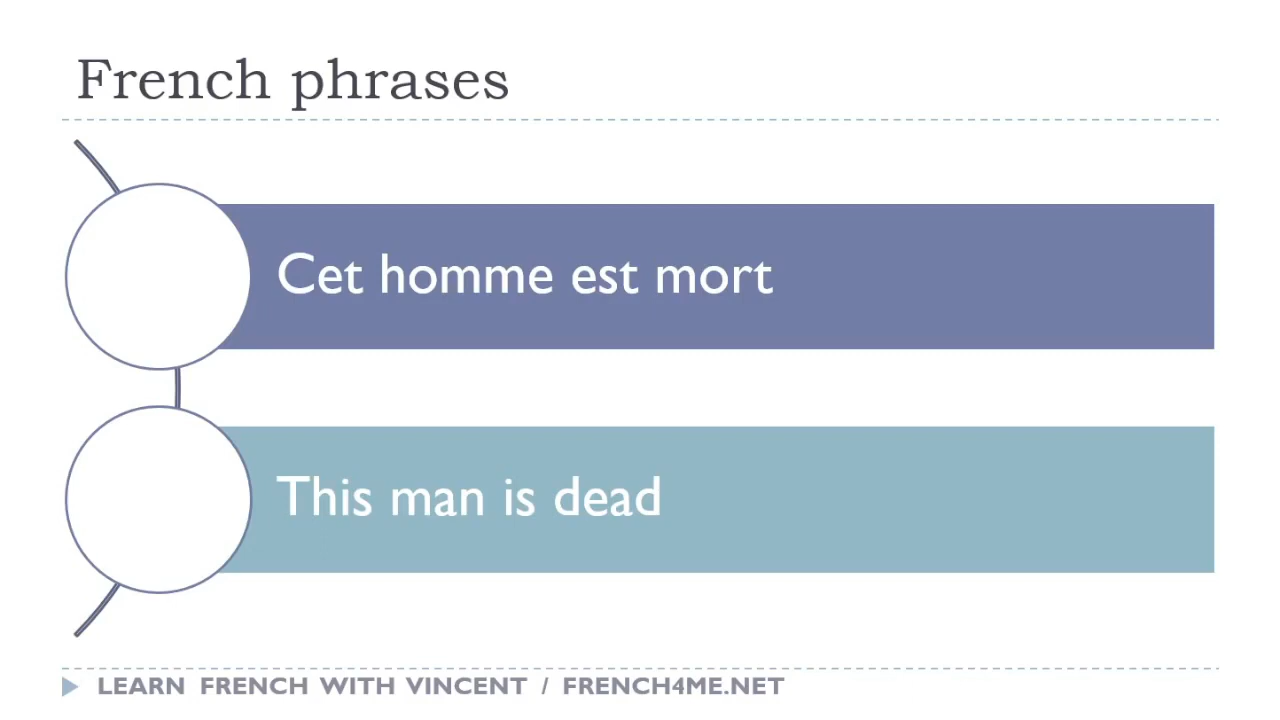 French phrases
Cet homme est mort
This man is dead
LEARN FRENCH WITH VINCENT / FRENCH4ME.NET